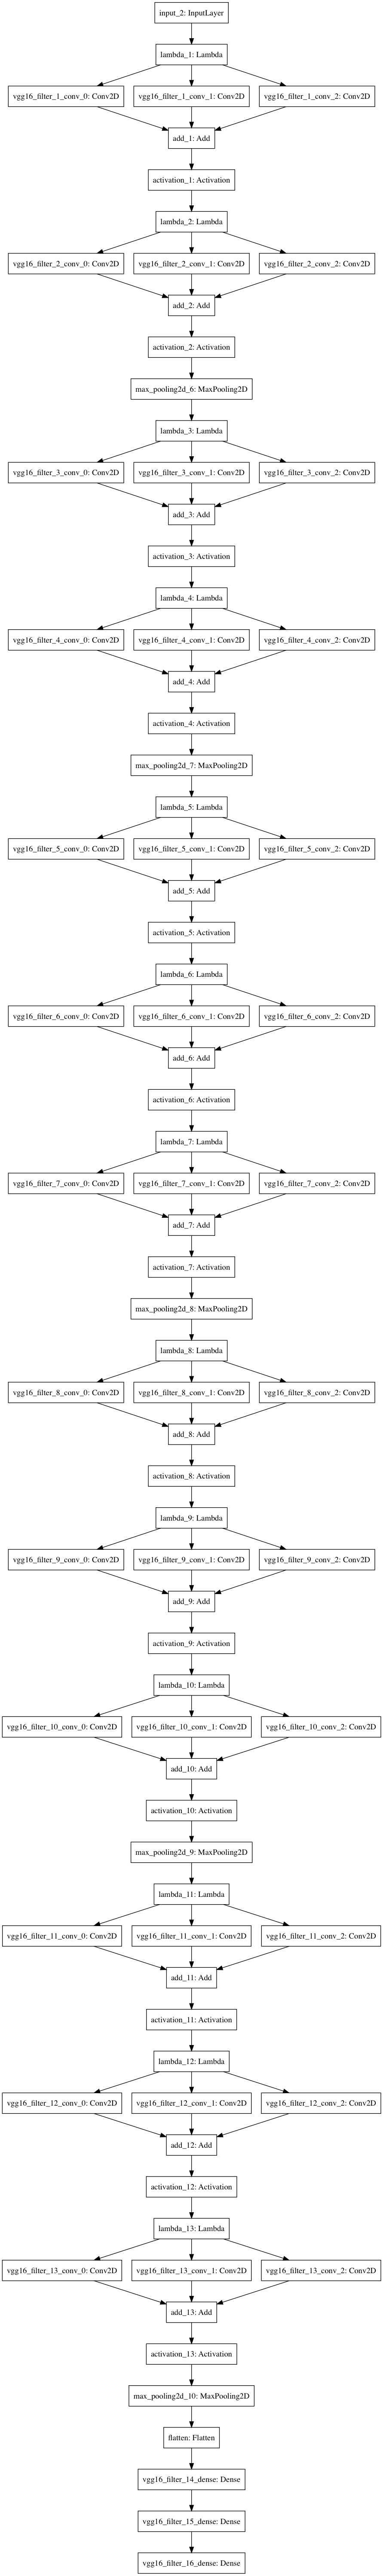 input_2: InputLayer
lambda_1: Lambda
vgg16_filter_1_conv_0: Conv2D
vgg16_filter_1_conv_1: Conv2D
vgg16_filter_1_conv_2: Conv2D
add_1: Add
activation_1: Activation
lambda_2: Lambda
vgg16_filter_2_conv_0: Conv2D
vgg16_filter_2_conv_1: Conv2D
vgg16_filter_2_conv_2: Conv2D
add_2: Add
activation_2: Activation
max_pooling2d_6: MaxPooling2D
lambda_3: Lambda
vgg16_filter_3_conv_0: Conv2D
vgg16_filter_3_conv_1: Conv2D
vgg16_filter_3_conv_2: Conv2D
add_3: Add
activation_3: Activation
lambda_4: Lambda
vgg16_filter_4_conv_0: Conv2D
vgg16_filter_4_conv_1: Conv2D
vgg16_filter_4_conv_2: Conv2D
add_4: Add
activation_4: Activation
max_pooling2d_7: MaxPooling2D
lambda_5: Lambda
vgg16_filter_5_conv_0: Conv2D
vgg16_filter_5_conv_1: Conv2D
vgg16_filter_5_conv_2: Conv2D
add_5: Add
activation_5: Activation
lambda_6: Lambda
vgg16_filter_6_conv_0: Conv2D
vgg16_filter_6_conv_1: Conv2D
vgg16_filter_6_conv_2: Conv2D
add_6: Add
activation_6: Activation
lambda_7: Lambda
vgg16_filter_7_conv_0: Conv2D
vgg16_filter_7_conv_1: Conv2D
vgg16_filter_7_conv_2: Conv2D
add_7: Add
activation_7: Activation
max_pooling2d_8: MaxPooling2D
lambda_8: Lambda
vgg16_filter_8_conv_0: Conv2D
vgg16_filter_8_conv_1: Conv2D
vgg16_filter_8_conv_2: Conv2D
add_8: Add
activation_8: Activation
lambda_9: Lambda
vgg16_filter_9_conv_0: Conv2D
vgg16_filter_9_conv_1: Conv2D
vgg16_filter_9_conv_2: Conv2D
add_9: Add
activation_9: Activation
lambda_10: Lambda
vgg16_filter_10_conv_0: Conv2D
vgg16_filter_10_conv_1: Conv2D
vgg16_filter_10_conv_2: Conv2D
add_10: Add
activation_10: Activation
max_pooling2d_9: MaxPooling2D
lambda_11: Lambda
vgg16_filter_11_conv_0: Conv2D
vgg16_filter_11_conv_1: Conv2D
vgg16_filter_11_conv_2: Conv2D
add_11: Add
activation_11: Activation
lambda_12: Lambda
vgg16_filter_12_conv_0: Conv2D
vgg16_filter_12_conv_1: Conv2D
vgg16_filter_12_conv_2: Conv2D
add_12: Add
activation_12: Activation
lambda_13: Lambda
vgg16_filter_13_conv_0: Conv2D
vgg16_filter_13_conv_1: Conv2D
vgg16_filter_13_conv_2: Conv2D
add_13: Add
activation_13: Activation
max_pooling2d_10: MaxPooling2D
flatten: Flatten
vgg16_filter_14_dense: Dense
vgg16_filter_15_dense: Dense
vgg16_filter_16_dense: Dense